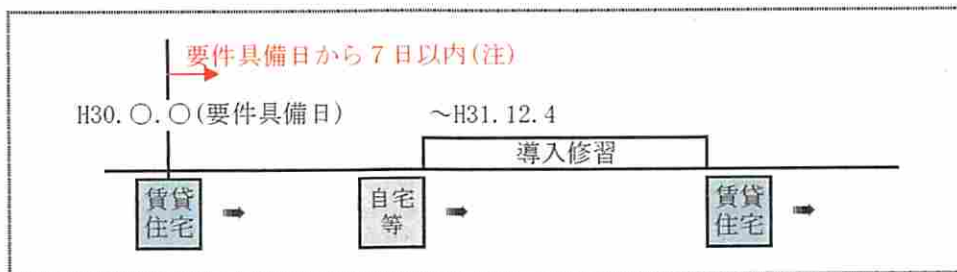 要件具備日から7日以内(注)
H30.○.○(要件具備日)
～H31.12.4
導入修習
賃貸
住宅
自宅
等
賃貸
住宅